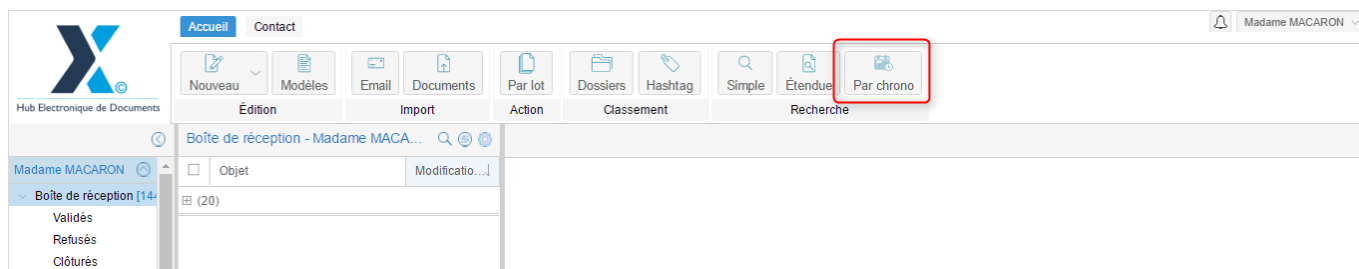 Accueil Contact Madame MACARON
Nouveau Modèles Email Documents Par lot Dossiers Hashtag Simple Étendue Par chrono
Hub Electronique de Documents Édition Import Action Classement Recherche
Boîte de réception - Madame MACA...
Madame MACARON Objet Modificatio...
Boîte de réception [144 (20)
Validés
Refusés
Clôturés